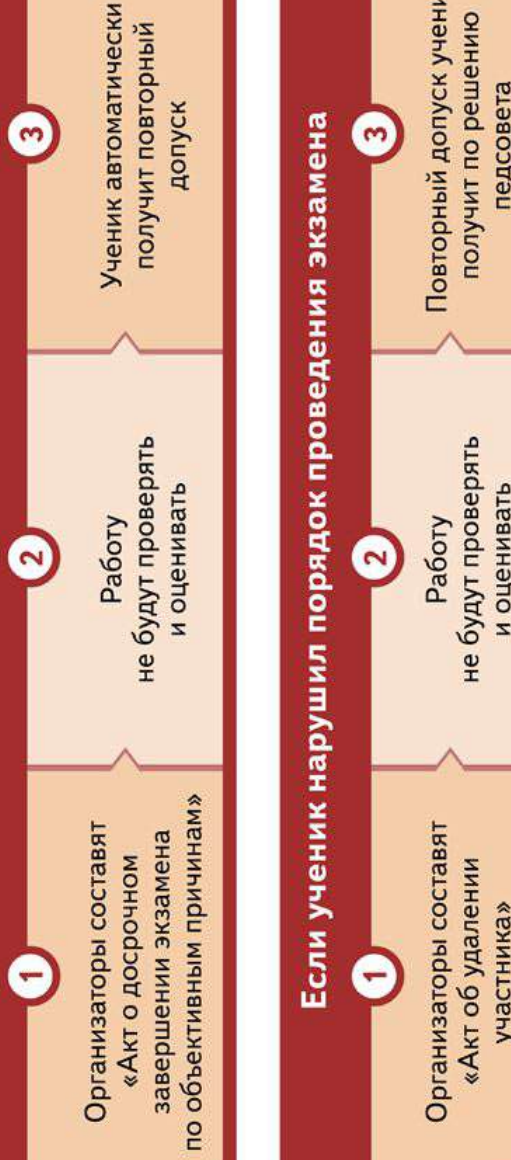 1
Организаторы составят
«Акт о досрочном
завершении экзамена
по объективным причинам»
2
Работу
не будут проверять
и оценивать
3
Ученик автоматически
получит повторный
допуск
Если ученик нарушил порядок проведения экзамена
1
Организаторы составят
«Акт об удалении
участника»
2
Работу
не будут проверять
и оценивать
3
Повторный допуск учени
получит по решению
педсовета